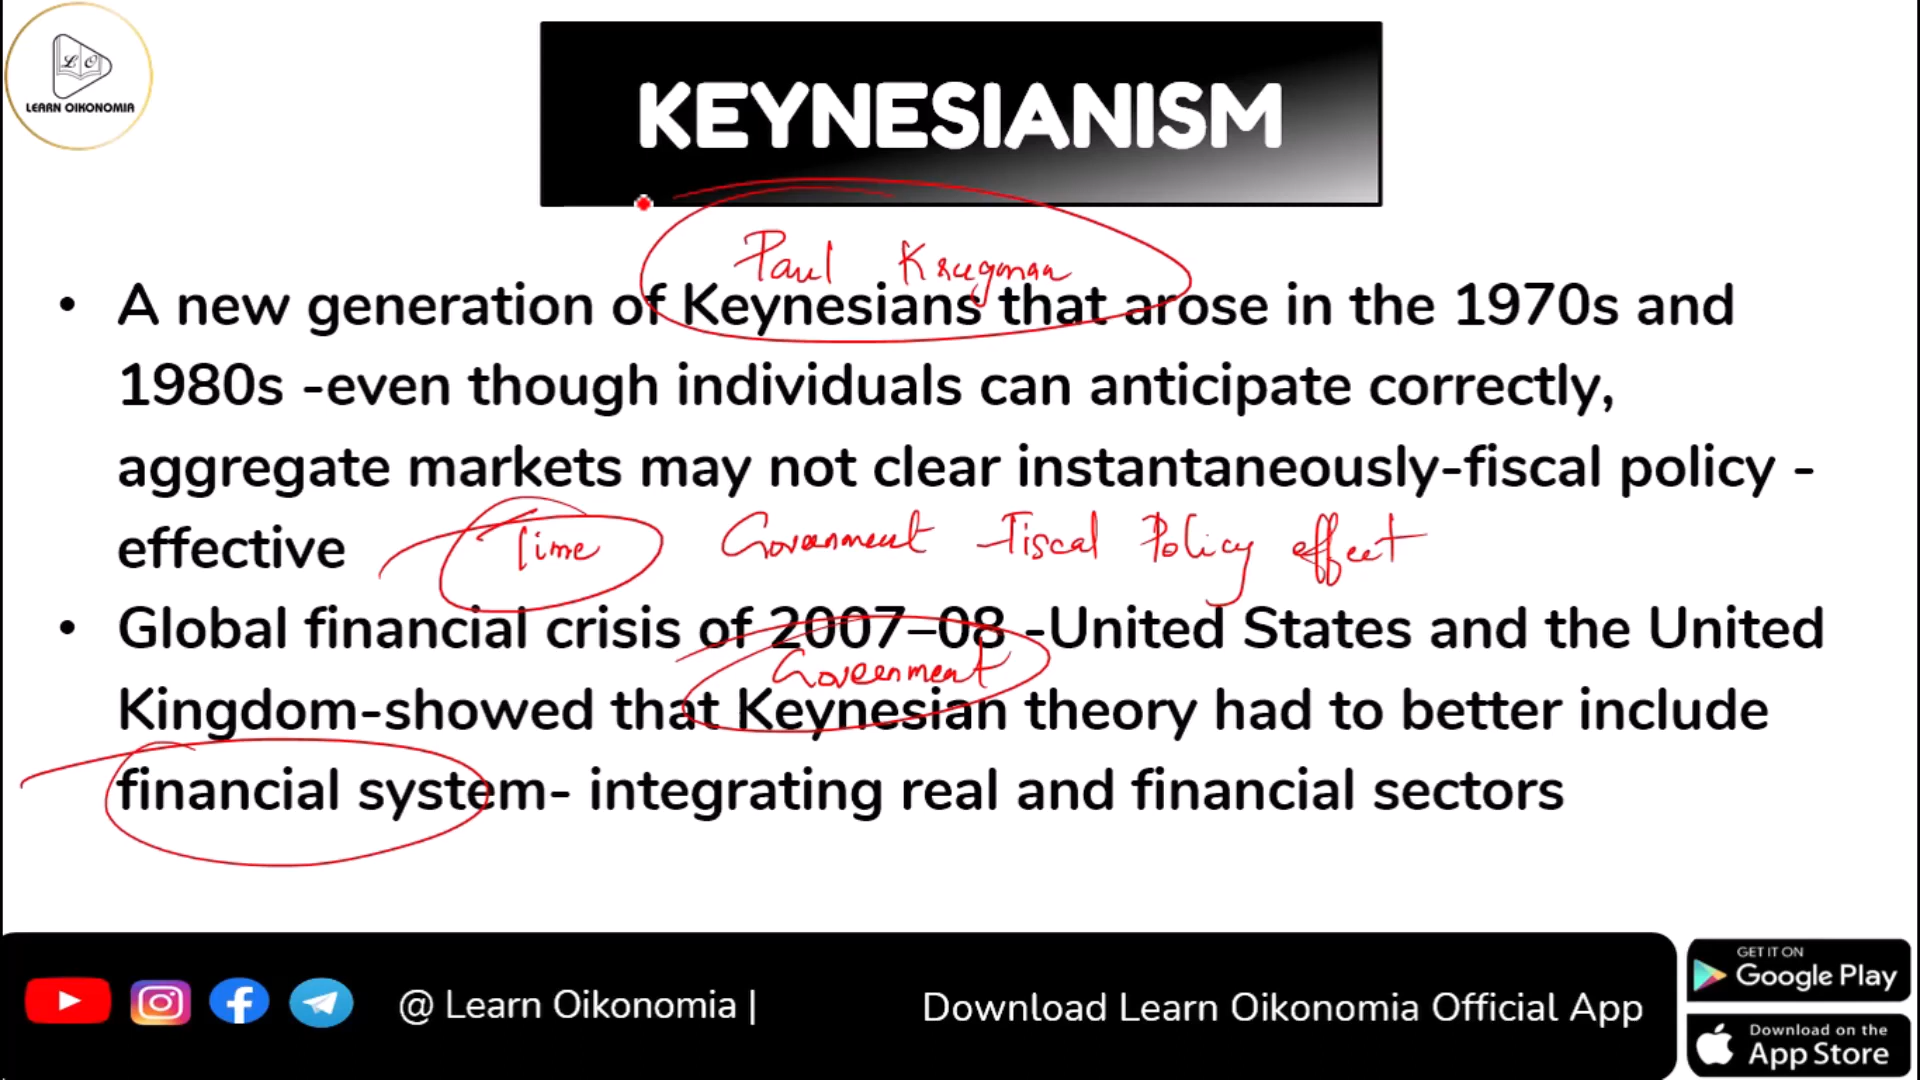 LO
LEARN OIKONOMIA
KEYNESIANISM
Paul Krugman
• A new generation of Keynesians that arose in the 1970s and
1980s -even though individuals can anticipate correctly,
aggregate markets may not clear instantaneously-fiscal policy -
effective
Time Government Fiscal Policy effect
• Global financial crisis of 2007–08 -United States and the United
Government
Kingdom-showed that Keynesian theory had to better include
financial system- integrating real and financial sectors
@ Learn Oikonomia |
Download Learn Oikonomia Official App
GET IT ON
Google Play
Download on the
App Store